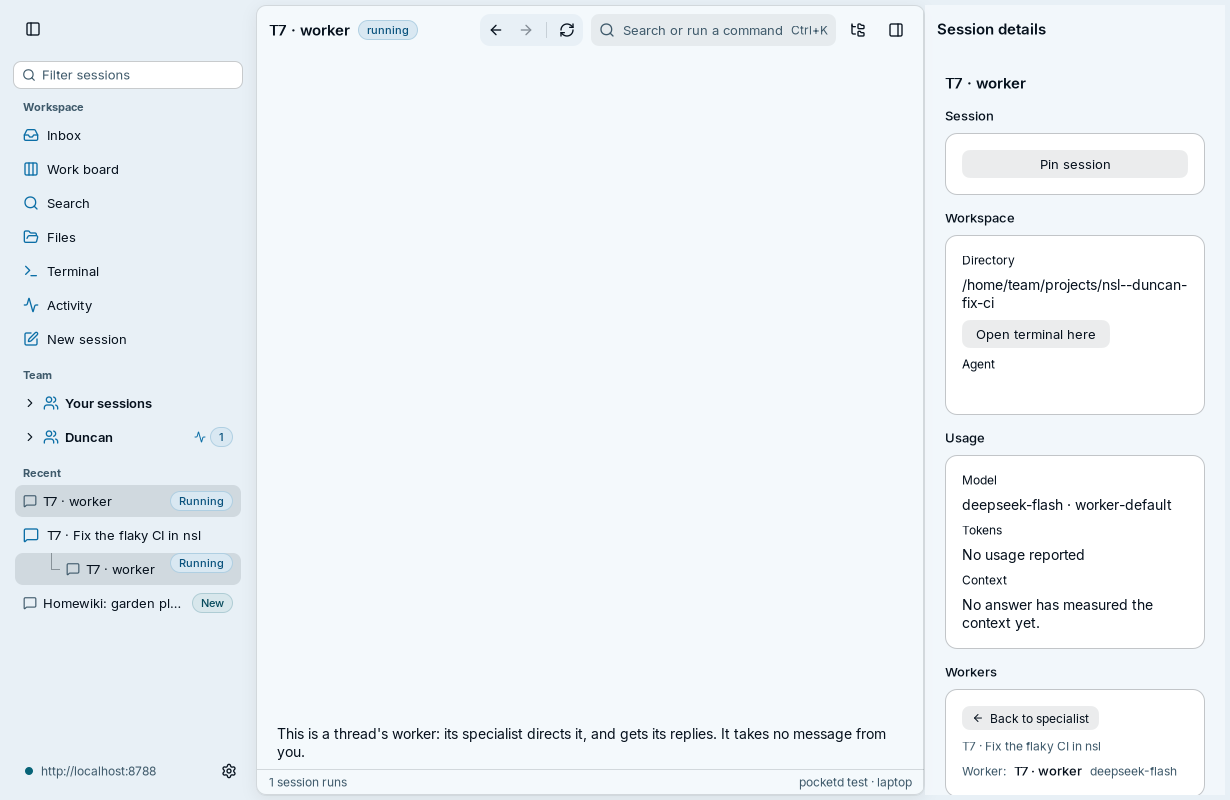 Filter sessions
Workspace
Inbox
Work board
Search
Files
Terminal
Activity
New session
Team
Your sessions
Duncan 1
Recent
T7 · worker Running
T7 · Fix the flaky CI in nsl
T7 · worker Running
Homewiki: garden pl... New
http://localhost:8788
T7 · worker running
Search or run a command Ctrl+K
This is a thread's worker: its specialist directs it, and gets its replies. It takes no message from
you.
1 session runs
pocketd test · laptop
Session details
T7 · worker
Session
Pin session
Workspace
Directory
/home/team/projects/nsl--duncan-
fix-ci
Open terminal here
Agent
Usage
Model
deepseek-flash · worker-default
Tokens
No usage reported
Context
No answer has measured the
context yet.
Workers
Back to specialist
T7 · Fix the flaky CI in nsl
Worker: T7 · worker deepseek-flash